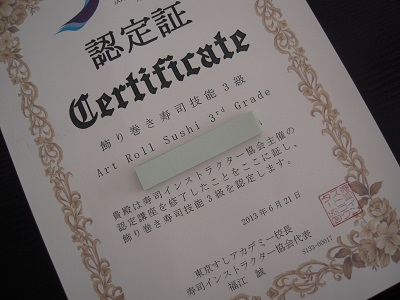 認定証
Certificate
飾り巻き寿司技能3級
Art Roll Sushi 3rd Grade
貴殿は寿司インストラクター協会主催の
認定講座を修了したことをここに証し、
飾り巻き寿司技能3級を認定します。
2013年6月21日
東京すしアカデミー校長
寿司インストラクター協会代表
福江 誠
S123-00017